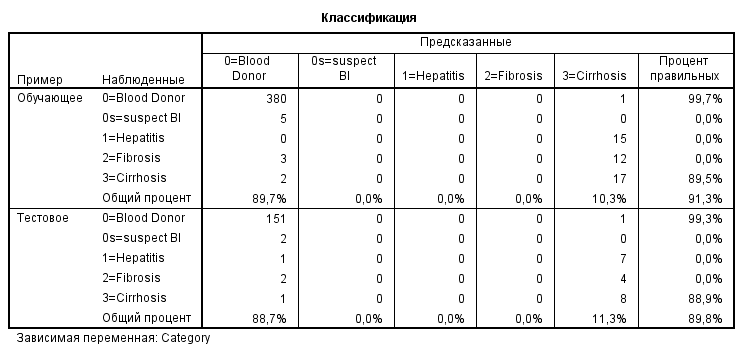 Классификация
Предсказанные
Пример Наблюденные 0=Blood Donor 0s=suspect Bl 1=Hepatitis 2=Fibrosis 3=Cirrhosis Процент правильных
Обучающее 0=Blood Donor 380 0 0 0 1 99,7%
0s=suspect Bl 5 0 0 0 0 0,0%
1=Hepatitis 0 0 0 0 15 0,0%
2=Fibrosis 3 0 0 0 12 0,0%
3=Cirrhosis 2 0 0 0 17 89,5%
Общий процент 89,7% 0,0% 0,0% 0,0% 10,3% 91,3%
Тестовое 0=Blood Donor 151 0 0 0 1 99,3%
0s=suspect Bl 2 0 0 0 0 0,0%
1=Hepatitis 1 0 0 0 7 0,0%
2=Fibrosis 2 0 0 0 4 0,0%
3=Cirrhosis 1 0 0 0 8 88,9%
Общий процент 88,7% 0,0% 0,0% 0,0% 11,3% 89,8%
Зависимая переменная: Category